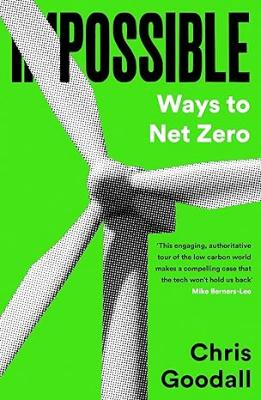 IMPOSSIBLE
Ways to
Net Zero
'This engaging, authoritative
tour of the low carbon world
makes a compelling case that
the tech won't hold us back'
Mike Berners-Lee
Chris
Goodall